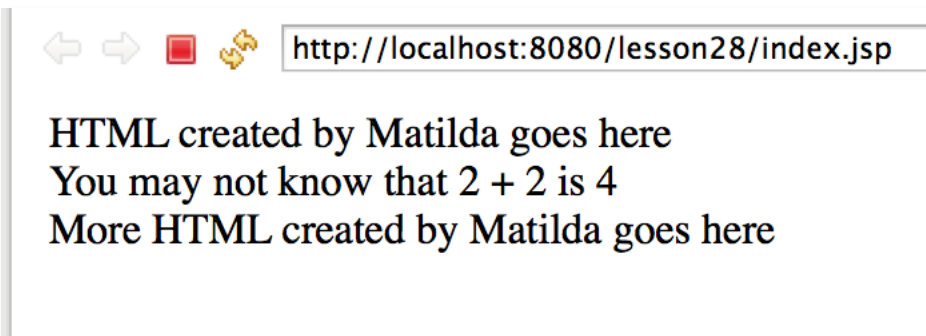 http://localhost:8080/lesson28/index.jsp
HTML created by Matilda goes here
You may not know that 2 + 2 is 4
More HTML created by Matilda goes here